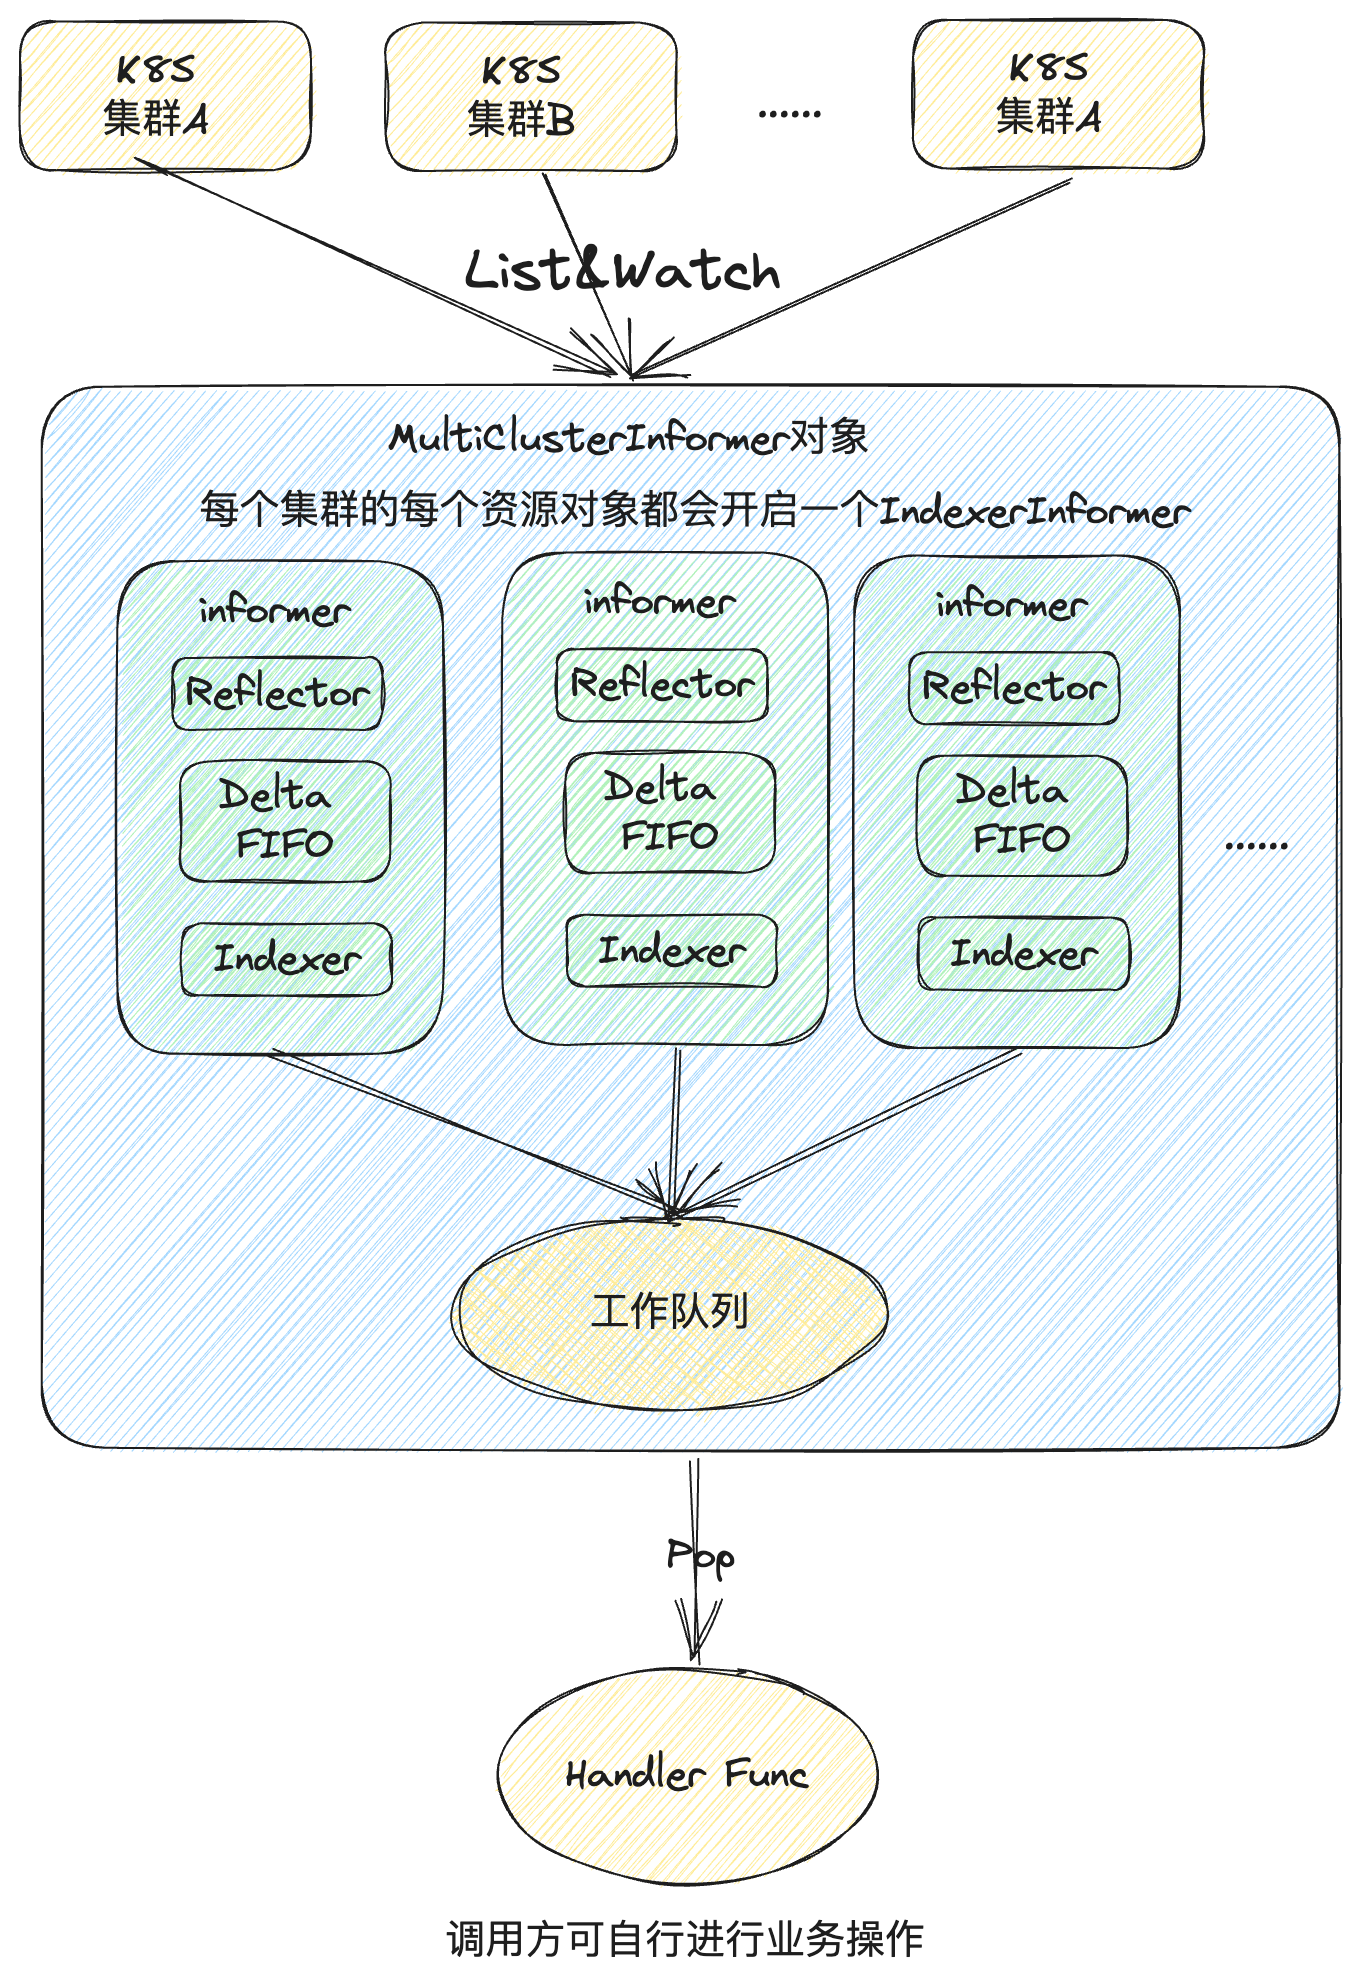 K8S
集群A
K8S
集群B
......
K8S
集群A
List&Watch
MultiClusterInformer对象
每个集群的每个资源对象都会开启一个IndexerInformer
informer
Reflector
Delta
FIFO
Indexer
informer
Reflector
Delta
FIFO
Indexer
informer
Reflector
Delta
FIFO
Indexer
......
工作队列
Pop
Handler Func
调用方可自行进行业务操作